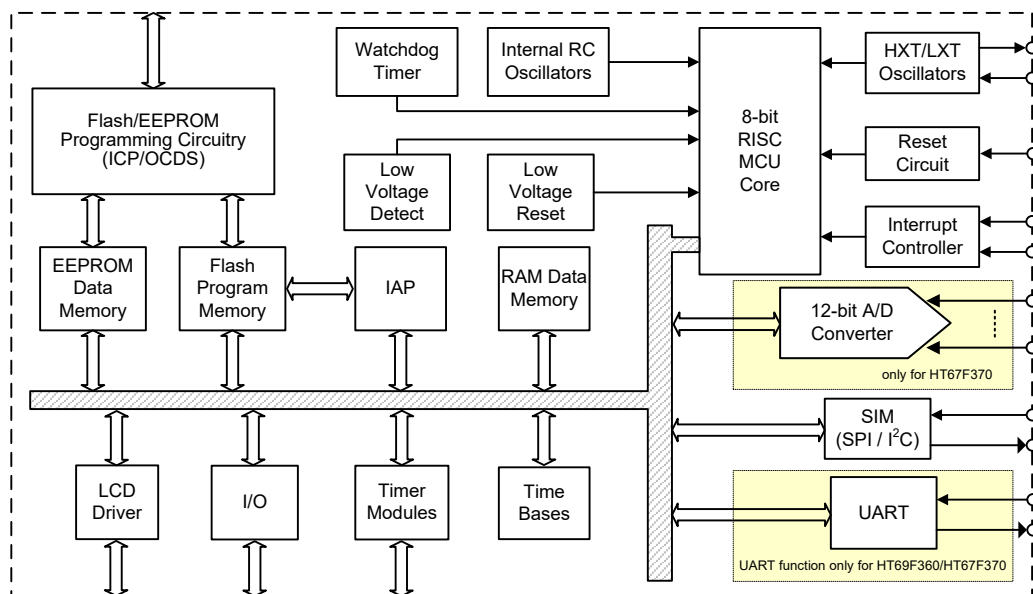 Watchdog
Timer
Internal RC
Oscillators
8-bit
RISC
MCU
Core
HXT/LXT
Oscillators
Flash/EEPROM
Programming Circuitry
(ICP/OCDS)
Reset
Circuit
Low
Voltage
Detect
Low
Voltage
Reset
Interrupt
Controller
EEPROM
Data
Memory
Flash
Program
Memory
IAP
RAM Data
Memory
12-bit A/D
Converter
only for HT67F370
SIM
(SPI / I²C)
LCD
Driver
I/O
Timer
Modules
Time
Bases
UART
UART function only for HT69F360/HT67F370